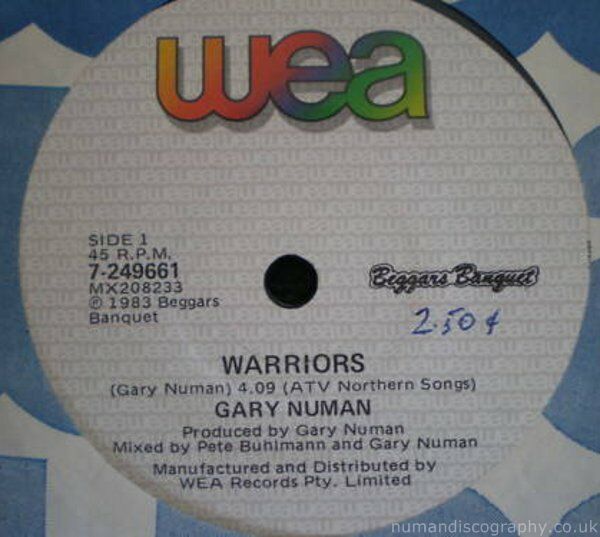 wea
SIDE 1
45 R.P.M.
7-249661
MX208233
℗ 1983 Beggars
Banquet
Beggars Banquet
2.50 ¢
WARRIORS
(Gary Numan) 4.09 (ATV Northern Songs)
GARY NUMAN
Produced by Gary Numan
Mixed by Pete Buhlmann and Gary Numan
Manufactured and Distributed by
WEA Records Pty. Limited
numandiscography.co.uk